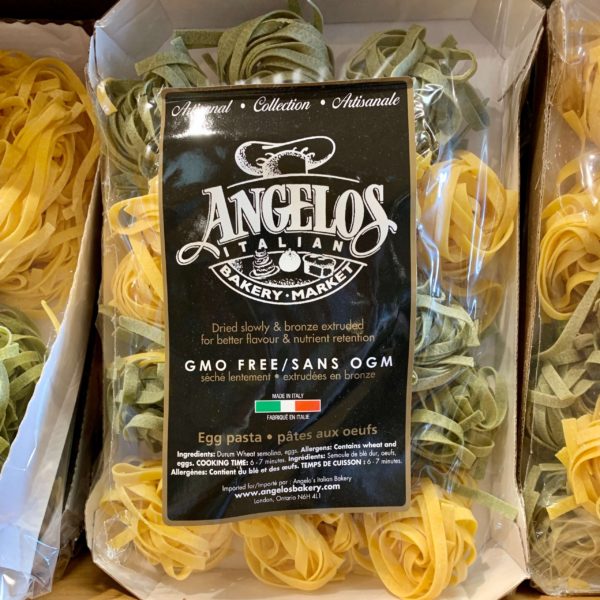 Artisanal • Collection • Artisanale
ANGELOS
ITALIAN
BAKERY • MARKET
Dried slowly & bronze extruded
for better flavour & nutrient retention
GMO FREE/SANS OGM
séché lentement • extrudées en bronze
MADE IN ITALY
FABRIQUÉ EN ITALIE
Egg pasta • pâtes aux oeufs
Ingredients: Durum Wheat semolina, eggs. Allergens: Contains wheat and
eggs. COOKING TIME: 6 - 7 minutes. Ingrédients: Semoule de blé dur, oeufs.
Allergènes: Contient du blé et des œufs. TEMPS DE CUISSON : 6 - 7 minutes.
Imported for/Importé par : Angelo's Italian Bakery
www.angelosbakery.com
London, Ontario N6H 4L1